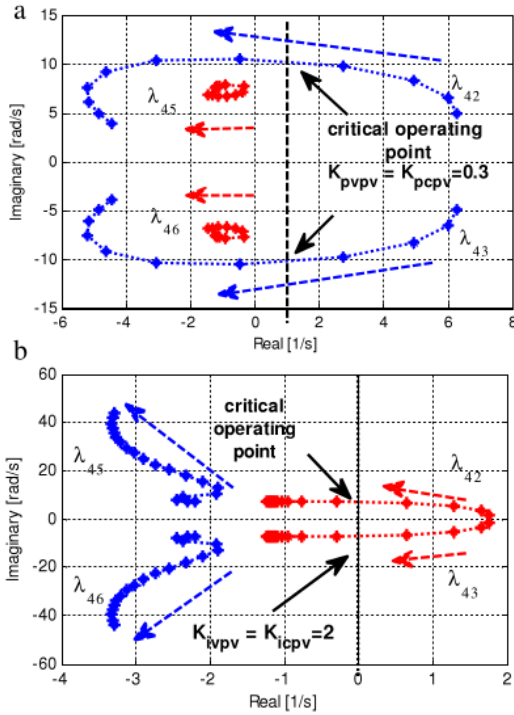 a
15
10
5
0
-5
-10
-15
Imaginary [rad/s]
λ45
λ42
critical operating
point
Kpvpv = Kpcpv=0.3
λ46
λ43
-6 -4 -2 0 2 4 6 8
Real [1/s]
b
60
40
20
0
-20
-40
-60
Imaginary [rad/s]
critical
operating
point
λ45
λ42
λ46
λ43
Kivpv = Kicpv=2
-4 -3 -2 -1 0 1 2
Real [1/s]